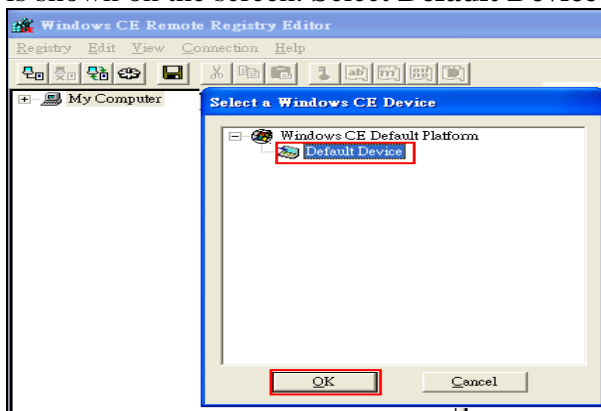 is shown on the screen. Select Default Device
Windows CE Remote Registry Editor
Registry Edit View Connection Help
My Computer
Select a Windows CE Device
Windows CE Default Platform
Default Device
OK Cancel